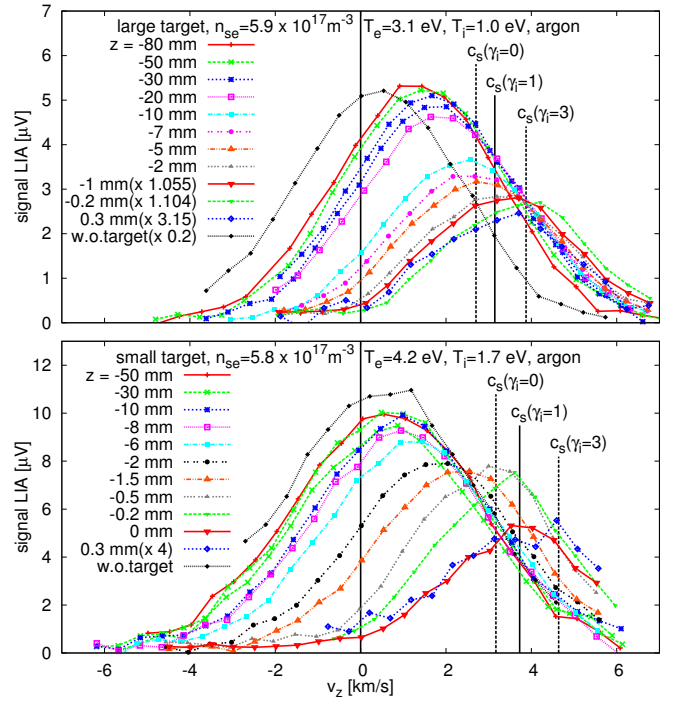 large target, n_se=5.9 x 10^17 m^-3 T_e=3.1 eV, T_i=1.0 eV, argon
z = -80 mm
-50 mm
-30 mm
-20 mm
-10 mm
-7 mm
-5 mm
-2 mm
-1 mm(x 1.055)
-0.2 mm(x 1.104)
0.3 mm(x 3.15)
w.o.target(x 0.2)
c_s(γ_i=0)
c_s(γ_i=1)
c_s(γ_i=3)
signal LIA [μV]
7
6
5
4
3
2
1
0
small target, n_se=5.8 x 10^17 m^-3 T_e=4.2 eV, T_i=1.7 eV, argon
z = -50 mm
-30 mm
-10 mm
-8 mm
-6 mm
-2 mm
-1.5 mm
-0.5 mm
-0.2 mm
0 mm
0.3 mm(x 4)
w.o.target
c_s(γ_i=0)
c_s(γ_i=1)
c_s(γ_i=3)
signal LIA [μV]
12
10
8
6
4
2
0
-6 -4 -2 0 2 4 6
v_z [km/s]